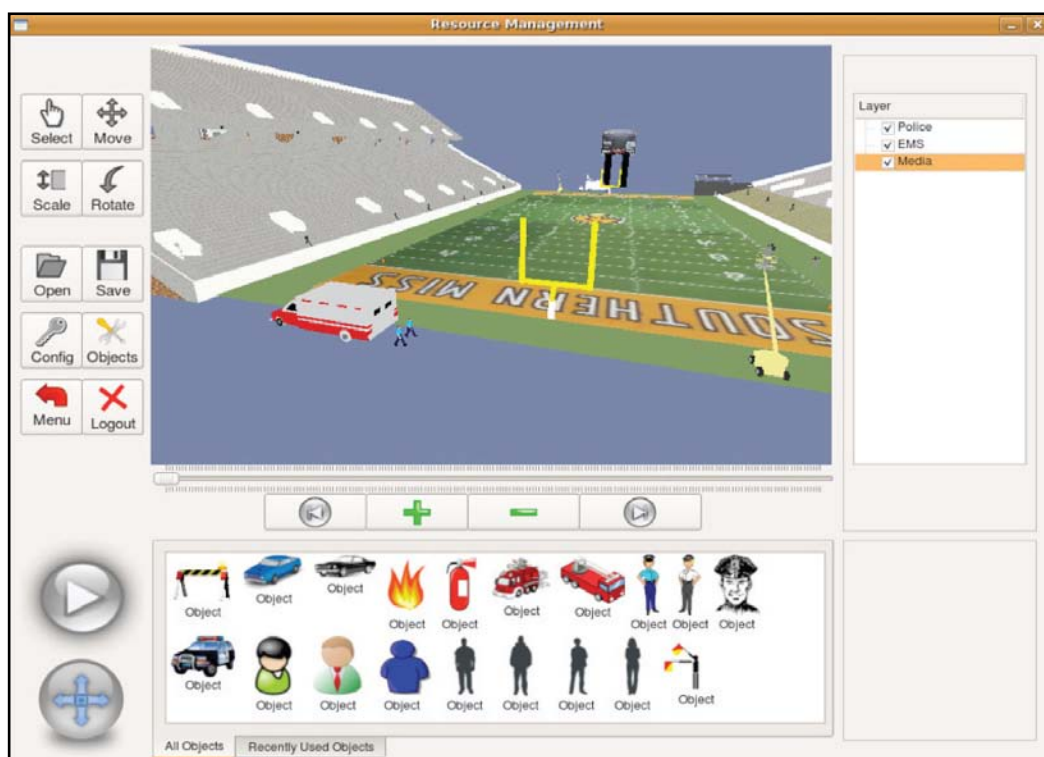 Resource Management
Select Move
Scale Rotate
Open Save
Config Objects
Menu Logout
SOUTHERN MISS
Layer
Police
EMS
Media
Object Object Object Object Object Object Object Object Object Object
Object Object Object Object Object Object Object Object Object
All Objects Recently Used Objects